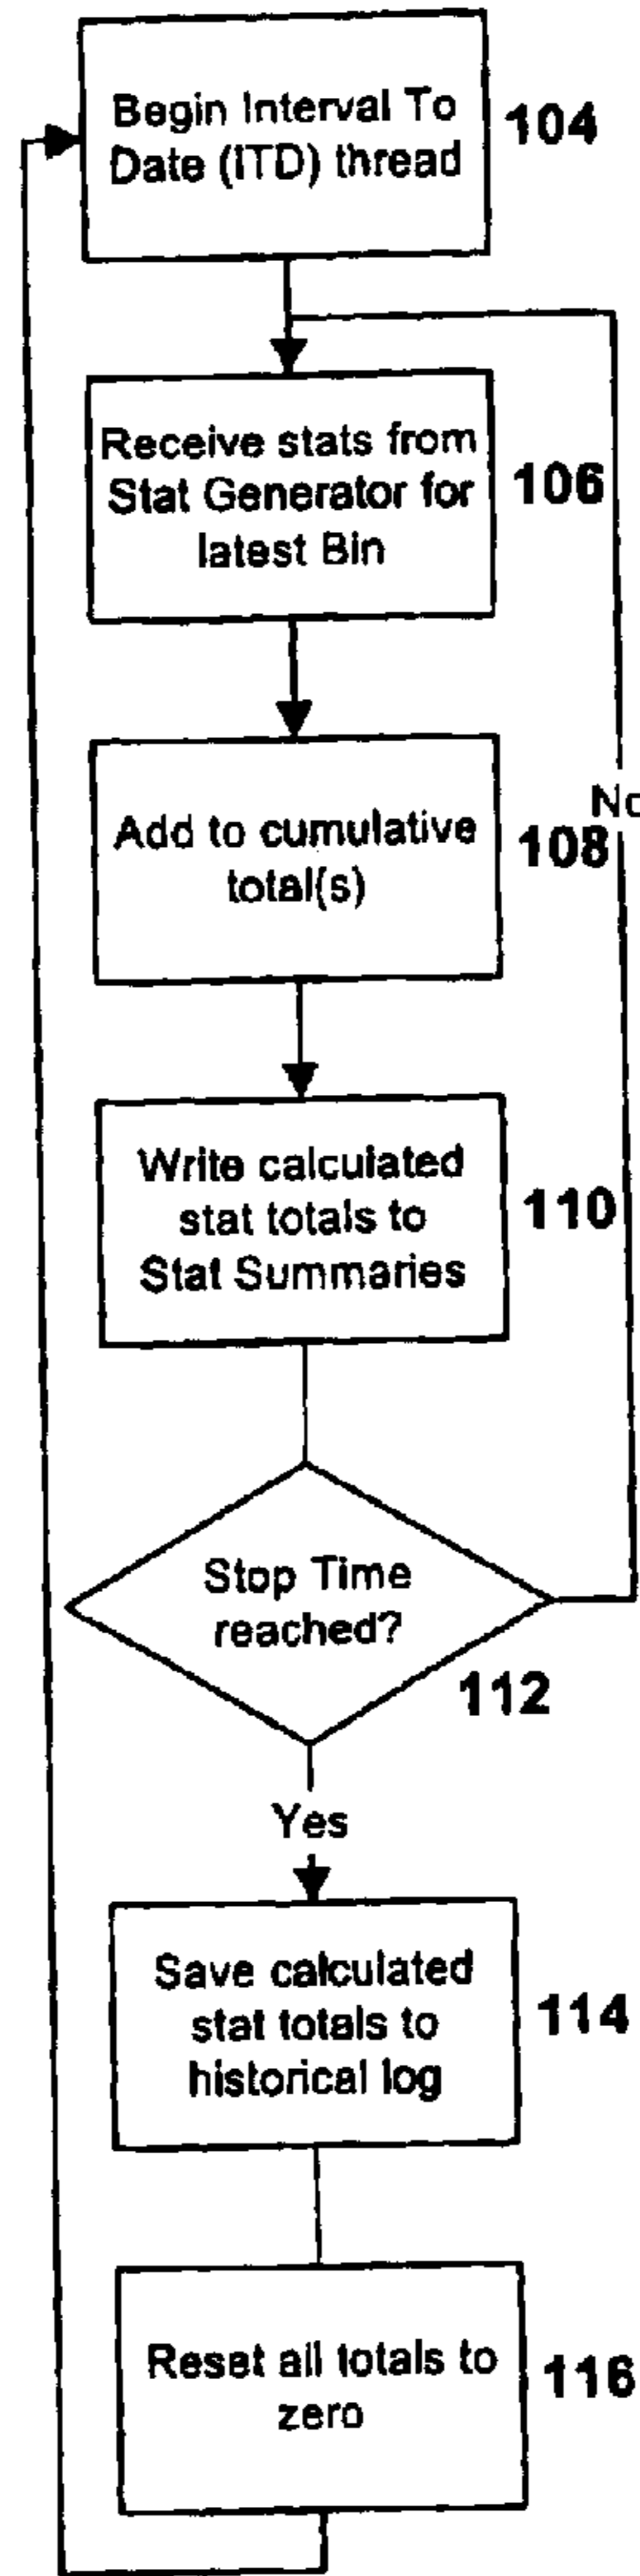 Begin Interval To
Date (ITD) thread
104
Receive stats from
Stat Generator for
latest Bin
106
No
Add to cumulative
total(s)
108
Write calculated
stat totals to
Stat Summaries
110
Stop Time
reached?
112
Yes
Save calculated
stat totals to
historical log
114
Reset all totals to
zero
116